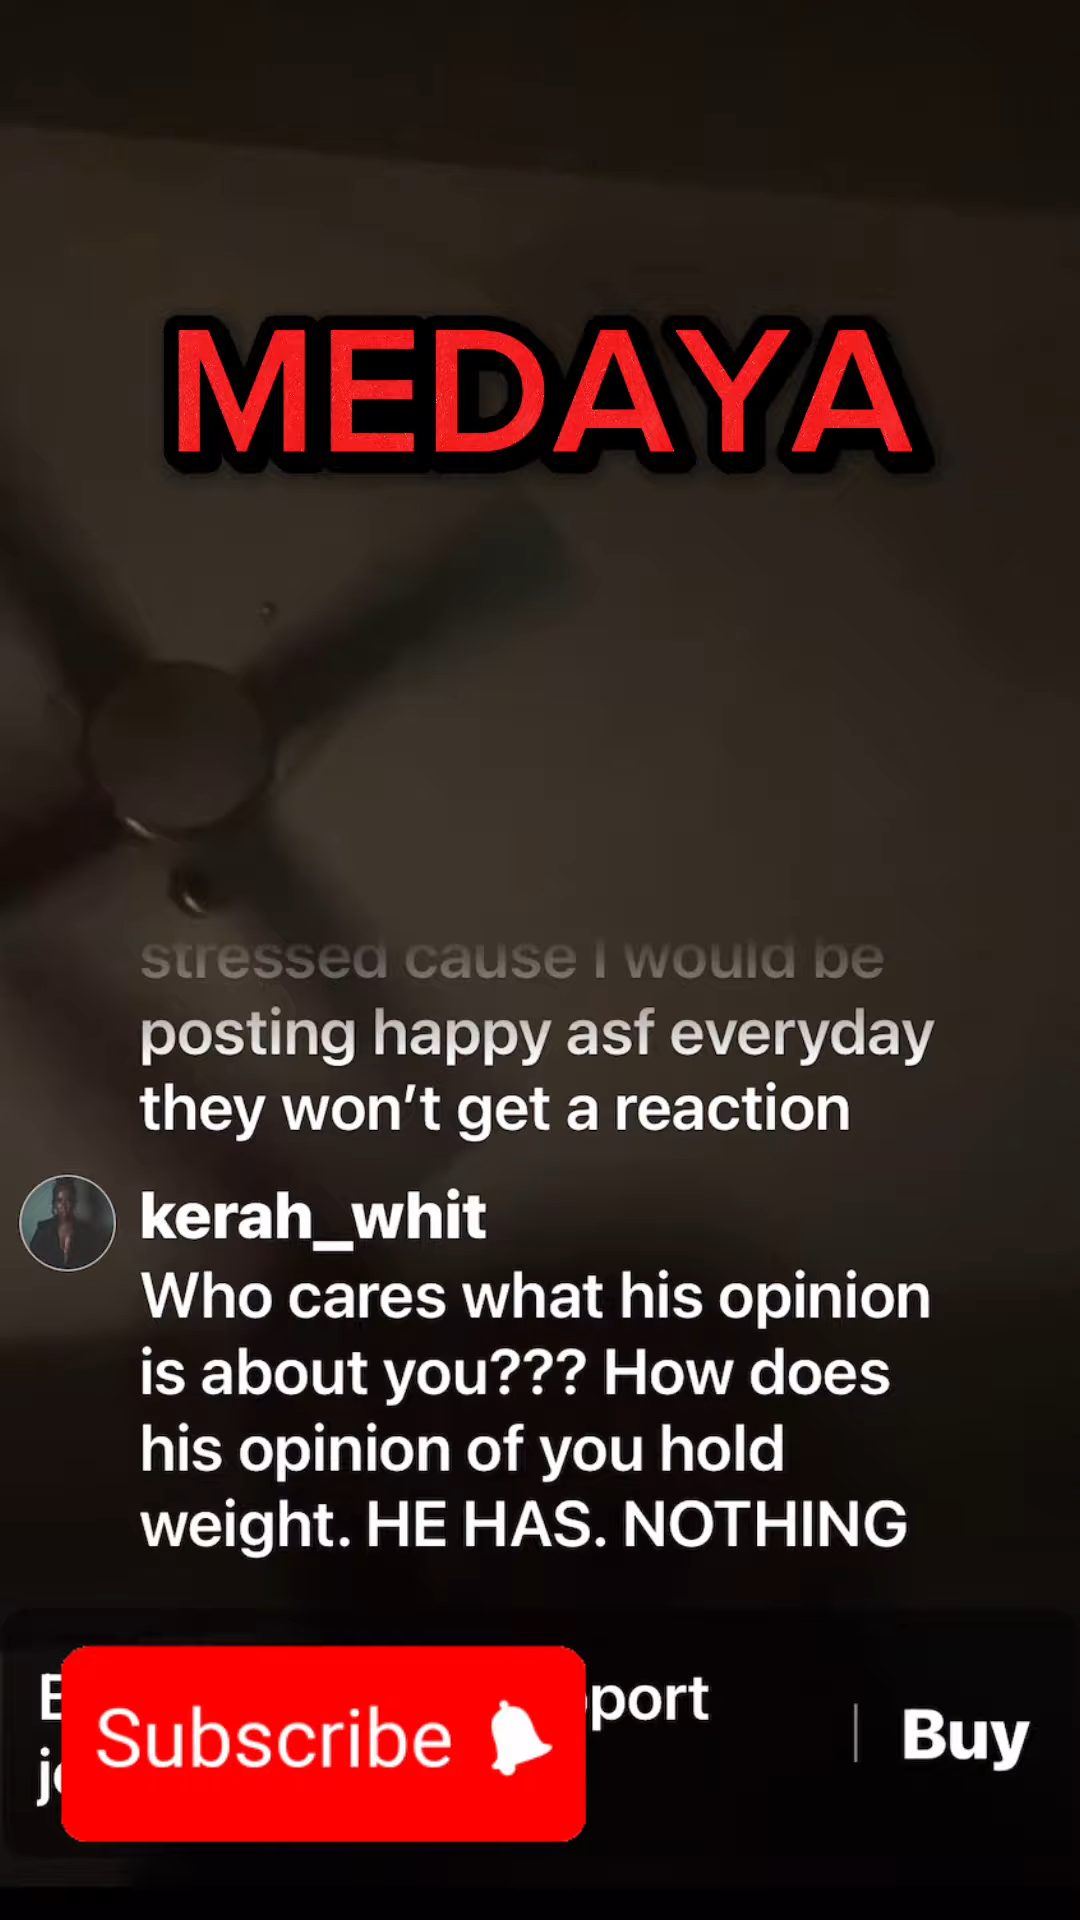 MEDAYA
stressed cause I would be
posting happy asf everyday
they won't get a reaction
kerah_whit
Who cares what his opinion
is about you??? How does
his opinion of you hold
weight. HE HAS. NOTHING
Subscribe
Buy